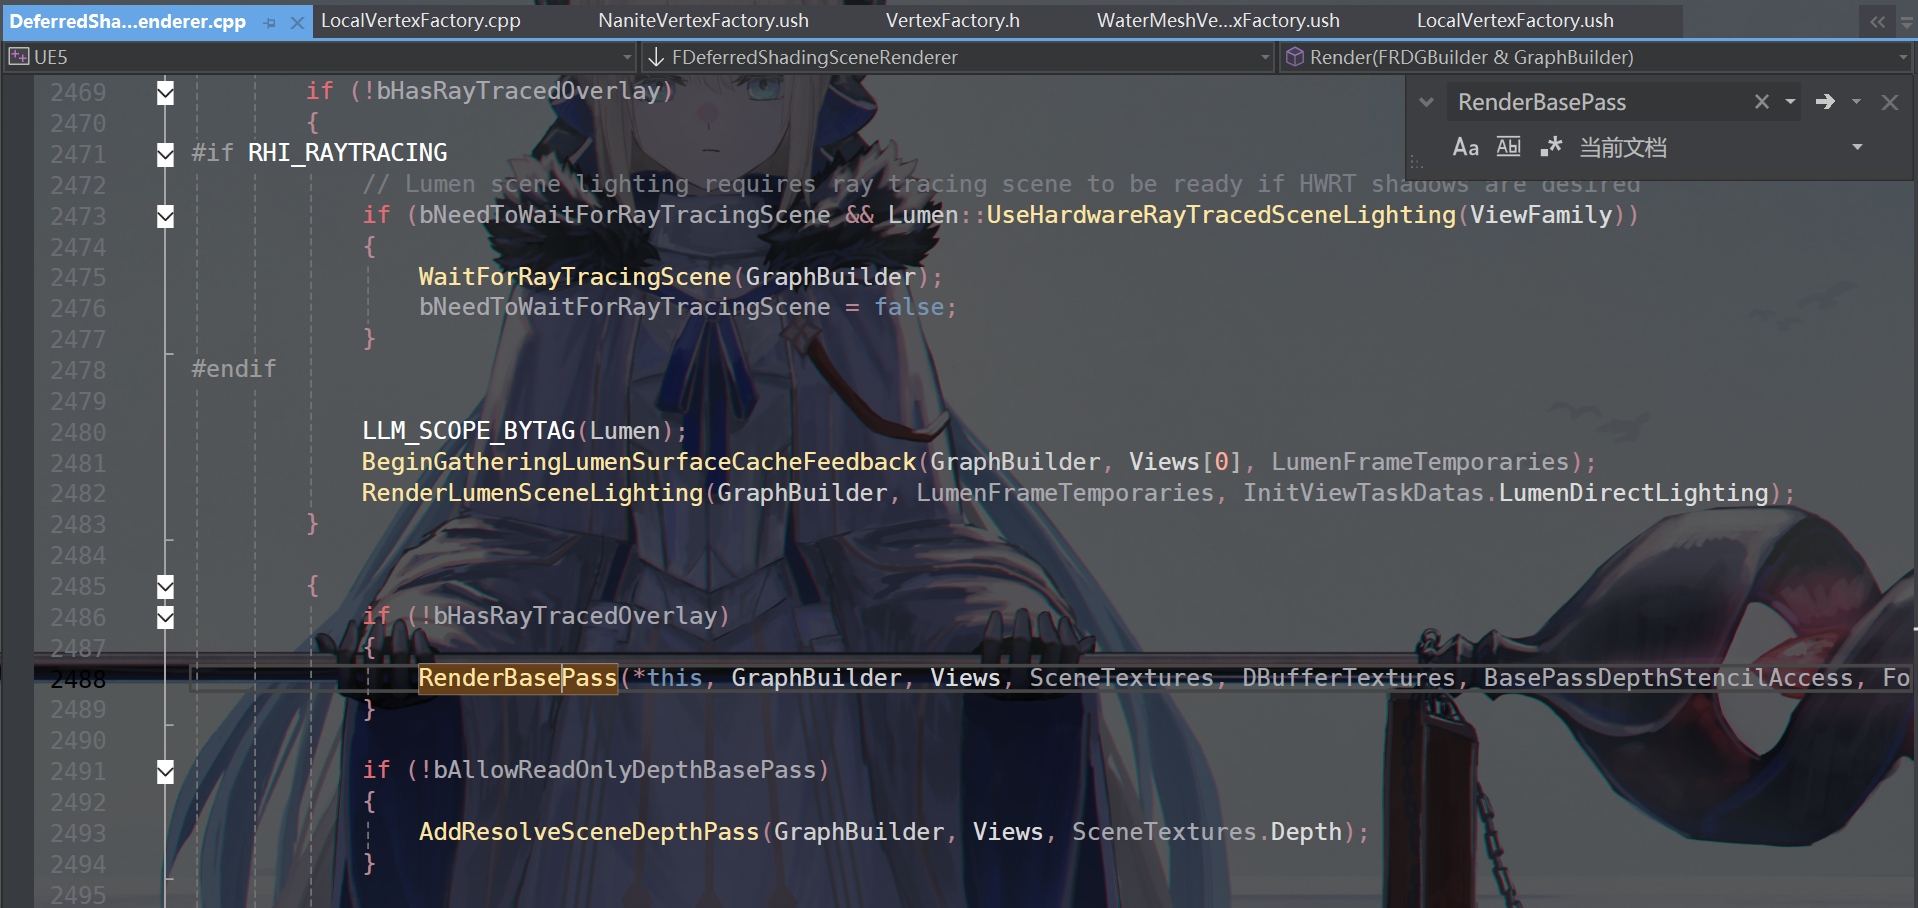 DeferredSha...enderer.cpp LocalVertexFactory.cpp NaniteVertexFactory.ush VertexFactory.h WaterMeshVe...xFactory.ush LocalVertexFactory.ush
UE5 FDeferredShadingSceneRenderer Render(FRDGBuilder & GraphBuilder)
RenderBasePass
Aa Abl .* 当前文档
2469 if (!bHasRayTracedOverlay)
2470 {
2471 #if RHI_RAYTRACING
2472 // Lumen scene lighting requires ray tracing scene to be ready if HWRT shadows are desired
2473 if (bNeedToWaitForRayTracingScene && Lumen::UseHardwareRayTracedSceneLighting(ViewFamily))
2474 {
2475 WaitForRayTracingScene(GraphBuilder);
2476 bNeedToWaitForRayTracingScene = false;
2477 }
2478 #endif
2479
2480 LLM_SCOPE_BYTAG(Lumen);
2481 BeginGatheringLumenSurfaceCacheFeedback(GraphBuilder, Views[0], LumenFrameTemporaries);
2482 RenderLumenSceneLighting(GraphBuilder, LumenFrameTemporaries, InitViewTaskDatas.LumenDirectLighting);
2483 }
2484
2485 {
2486 if (!bHasRayTracedOverlay)
2487 {
2488 RenderBasePass(*this, GraphBuilder, Views, SceneTextures, DBufferTextures, BasePassDepthStencilAccess, Fo
2489 }
2490
2491 if (!bAllowReadOnlyDepthBasePass)
2492 {
2493 AddResolveSceneDepthPass(GraphBuilder, Views, SceneTextures.Depth);
2494 }
2495